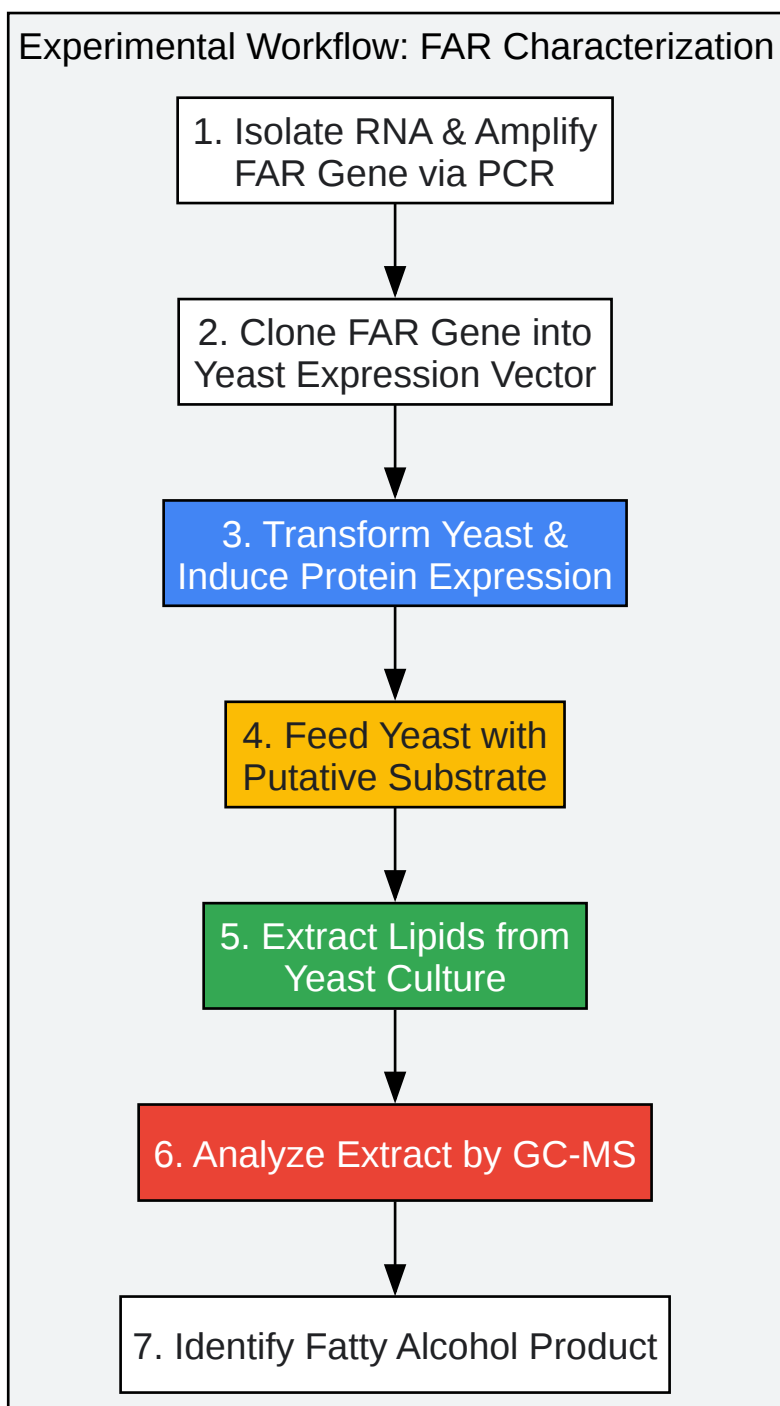 Experimental Workflow: FAR Characterization
1. Isolate RNA & Amplify
FAR Gene via PCR
2. Clone FAR Gene into
Yeast Expression Vector
3. Transform Yeast &
Induce Protein Expression
4. Feed Yeast with
Putative Substrate
5. Extract Lipids from
Yeast Culture
6. Analyze Extract by GC-MS
7. Identify Fatty Alcohol Product